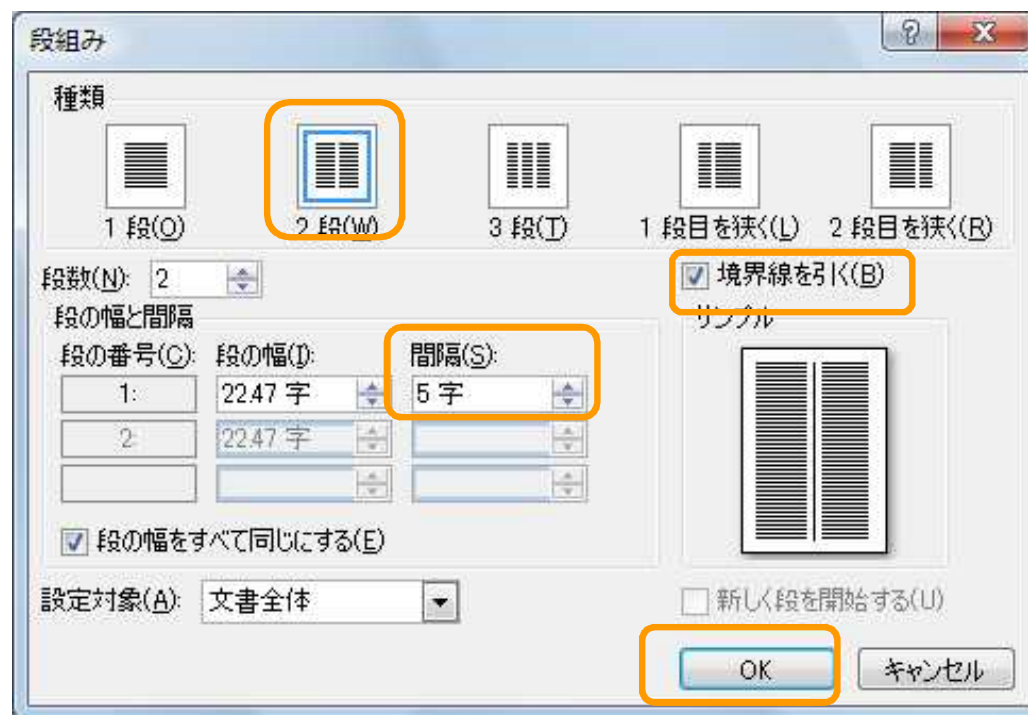 段組み
種類
1 段(O) 2 段(W) 3 段(T) 1 段目を狭く(L) 2 段目を狭く(R)
段数(N): 2 境界線を引く(B)
段の幅と間隔 サンプル
段の番号(C): 段の幅(I): 間隔(S):
1: 22.47 字 5 字
2: 22.47 字
段の幅をすべて同じにする(E)
設定対象(A): 文書全体 新しく段を開始する(U)
OK キャンセル